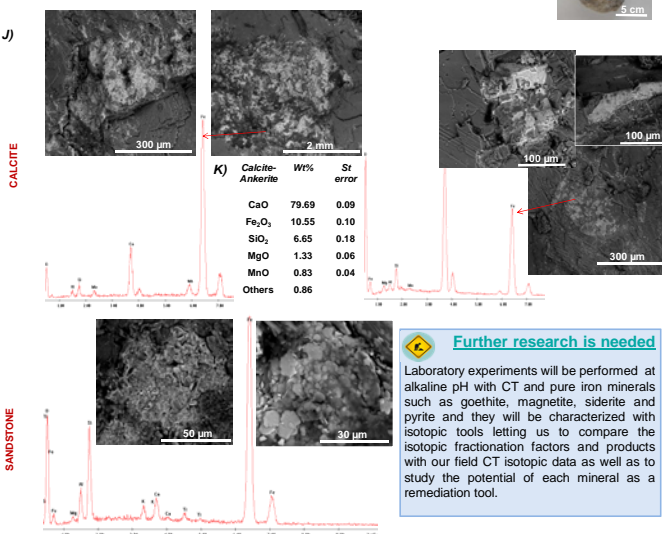 5 cm
J)
CALCITE
300 µm
2 mm
100 µm
100 µm
300 µm
K) Calcite-Ankerite Wt% St error
CaO 79.69 0.09
Fe₂O₃ 10.55 0.10
SiO₂ 6.65 0.18
MgO 1.33 0.06
MnO 0.83 0.04
Others 0.86
SANDSTONE
50 µm
30 µm
Further research is needed
Laboratory experiments will be performed at
alkaline pH with CT and pure iron minerals
such as goethite, magnetite, siderite and
pyrite and they will be characterized with
isotopic tools letting us to compare the
isotopic fractionation factors and products
with our field CT isotopic data as well as to
study the potential of each mineral as a
remediation tool.